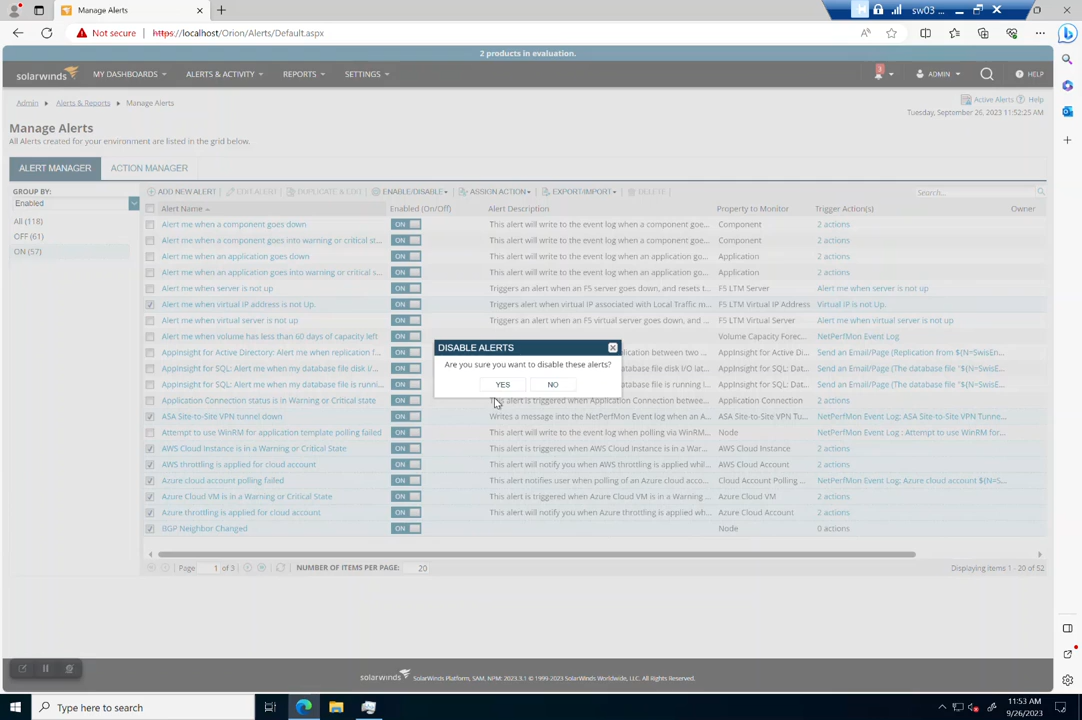 Manage Alerts
sw03
Not secure
https://localhost/Orion/Alerts/Default.aspx
2 products in evaluation.
solarwinds
MY DASHBOARDS
ALERTS & ACTIVITY
REPORTS
SETTINGS
3
ADMIN
HELP
Admin
Alerts & Reports
Manage Alerts
Active Alerts
Help
Tuesday, September 26, 2023 11:52:25 AM
Manage Alerts
All Alerts created for your environment are listed in the grid below.
ALERT MANAGER
ACTION MANAGER
GROUP BY:
Enabled
All (118)
OFF (61)
ON (57)
ADD NEW ALERT
EDIT ALERT
DUPLICATE & EDIT
ENABLE/DISABLE
ASSIGN ACTION
EXPORT/IMPORT
DELETE
Search...
Alert Name
Enabled (On/Off)
Alert Description
Property to Monitor
Trigger Action(s)
Owner
Alert me when a component goes down ON This alert will write to the event log when a component goe... Component 2 actions
Alert me when a component goes into warning or critical st... ON This alert will write to the event log when a component goe... Component 2 actions
Alert me when an application goes down ON This alert will write to the event log when an application go... Application 2 actions
Alert me when an application goes into warning or critical s... ON This alert will write to the event log when an application go... Application 2 actions
Alert me when server is not up ON Triggers an alert when an F5 server goes down, and resets t... F5 LTM Server Alert me when server is not up
Alert me when virtual IP address is not Up. ON Triggers alert when virtual IP associated with Local Traffic m... F5 LTM Virtual IP Address Virtual IP is not Up.
Alert me when virtual server is not up ON Triggers an alert when an F5 virtual server goes down, and ... F5 LTM Virtual Server Alert me when virtual server is not up
Alert me when volume has less than 60 days of capacity left ON Volume Capacity Forec... NetPerfMon Event Log
AppInsight for Active Directory: Alert me when replication f... ON plication between two ... Application Send an Email/Page (Replication from ${N=SwisEn...
AppInsight for SQL: Alert me when database file disk I/O lat... ON tabase file disk I/O lat... AppInsight for SQL: Dat... Send an Email/Page (The database file "${N=SwisE...
AppInsight for SQL: Alert me when database file is running l... ON tabase file is running l... AppInsight for SQL: Dat... Send an Email/Page (The database file "${N=SwisE...
Application connection status is in Warning or Critical state ON This alert is triggered when Application Connection betwee... Application Connection 2 actions
ASA Site-to-Site VPN tunnel down ON Writes a message into the NetPerfMon Event log when an A... ASA Site-to-Site VPN Tu... NetPerfMon Event Log: ASA Site-to-Site VPN Tunne...
Attempt to use WinRM for application template polling failed ON This alert will write to the event log when polling via WinRM... Node NetPerfMon Event Log : Attempt to use WinRM for...
AWS Cloud Instance is in a Warning or Critical State ON This alert is triggered when AWS Cloud Instance is in a War... AWS Cloud Instance 2 actions
AWS throttling is applied for cloud account ON This alert will notify you when AWS throttling is applied for ... AWS Cloud Account 2 actions
Azure cloud account polling failed ON This alert notifies user when polling of an Azure cloud acco... Cloud Account Polling ... NetPerfMon Event Log: Azure cloud account ${N=S...
Azure Cloud VM is in a Warning or Critical State ON This alert is triggered when Azure Cloud VM is in a Warning ... Azure Cloud VM 2 actions
Azure throttling is applied for cloud account ON This alert will notify you when Azure throttling is applied for... Azure Cloud Account 2 actions
BGP Neighbor Changed ON Node 0 actions
DISABLE ALERTS
Are you sure you want to disable these alerts?
YES
NO
Page 1 of 3
NUMBER OF ITEMS PER PAGE: 20
Displaying items 1 - 20 of 52
solarwinds
SolarWinds Platform, SAM, NPM: 2023.3.1 © 1999-2023 SolarWinds Worldwide, LLC. All Rights Reserved.
Type here to search
11:53 AM
9/26/2023